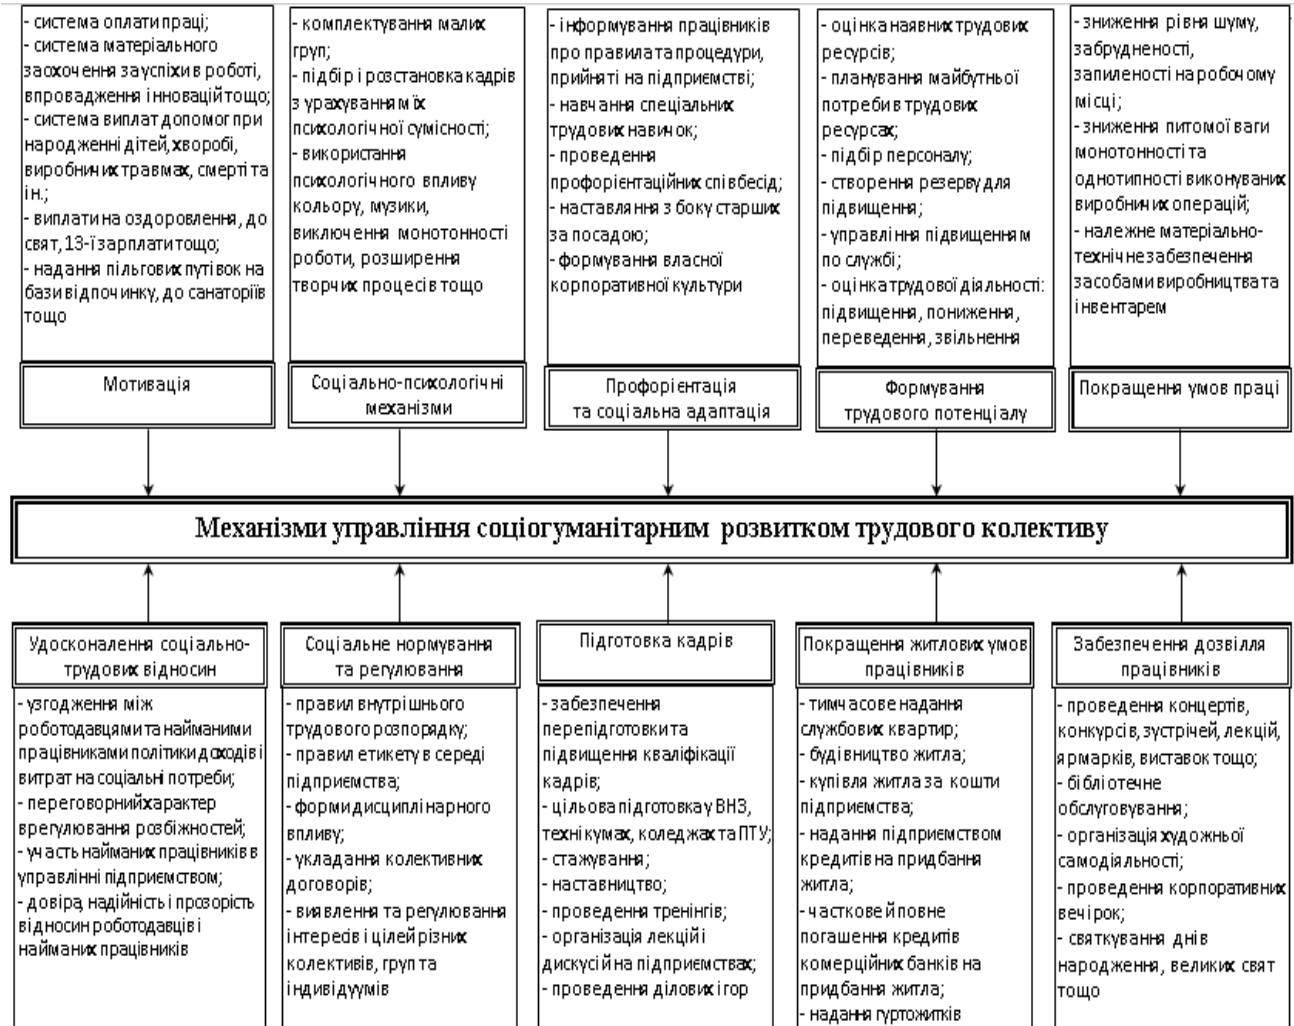 - система оплати праці;
- система матеріального
заохочення за успіхи в роботі,
впровадження інновацій тощо;
- система виплат допомог при
народженні дітей, хворобі,
виробничих травмах, смерті та
ін.;
- виплати на оздоровлення, до
свят, 13-ї зарплати тощо;
- надання пільгових путівок на
бази відпочинку, до санаторіїв
тощо
Мотивація
- комплектування малих
груп;
- підбір і розстановка кадрів
з урахуванням їх
психологічної сумісності;
- використання
психологічного впливу
кольору, музики,
виключення монотонності
роботи, розширення
творчих процесів тощо
Соціально-психологічні
механізми
- інформування працівників
про правила та процедури,
прийняті на підприємстві;
- навчання спеціальних
трудових навичок;
- проведення
профорієнтаційних співбесід;
- наставляння з боку старших
за посадою;
- формування власної
корпоративної культури
Профорієнтація
та соціальна адаптація
- оцінка наявних трудових
ресурсів;
- планування майбутньої
потреби в трудових
ресурсах;
- підбір персоналу;
- створення резерву для
підвищення;
- управління підвищенням
по службі;
- оцінка трудової діяльності:
підвищення, пониження,
переведення, звільнення
Формування
трудового потенціалу
- зниження рівня шуму,
забрудненості,
запиленості на робочому
місці;
- зниження питомої ваги
монотонності та
однотипності виконуваних
виробничих операцій;
- належне матеріально-
технічне забезпечення
засобами виробництва та
інвентарем
Покращення умов праці
Механізми управління соціогуманітарним розвитком трудового колективу
Удосконалення соціально-
трудових відносин
- узгодження між
роботодавцями та найманими
працівниками політики доходів і
витрат на соціальні потреби;
- переговорний характер
врегулювання розбіжностей;
- участь найманих працівників в
управлінні підприємством;
- довіра, надійність і прозорість
відносин роботодавців і
найманих працівників
Соціальне нормування
та регулювання
- правил внутрішнього
трудового розпорядку;
- правил етикету в середі
підприємства;
- форми дисциплінарного
впливу;
- укладання колективних
договорів;
- виявлення та регулювання
інтересів і цілей різних
колективів, груп та
індивідуумів
Підготовка кадрів
- забезпечення
перепідготовки та
підвищення кваліфікації
кадрів;
- цільова підготовка у ВНЗ,
технікумах, коледжах та ПТУ;
- стажування;
- наставництво;
- проведення тренінгів;
- організація лекцій і
дискусій на підприємствах;
- проведення ділових ігор
Покращення житлових умов
працівників
- тимчасове надання
службових квартир;
- будівництво житла;
- купівля житла за кошти
підприємства;
- надання підприємством
кредитів на придбання
житла;
- часткове й повне
погашення кредитів
комерційних банків на
придбання житла;
- надання гуртожитків
Забезпечення дозвілля
працівників
- проведення концертів,
конкурсів, зустрічей, лекцій,
ярмарків, виставок тощо;
- бібліотечне
обслуговування;
- організація художньої
самодіяльності;
- проведення корпоративних
вечірок;
- святкування днів
народження, великих свят
тощо